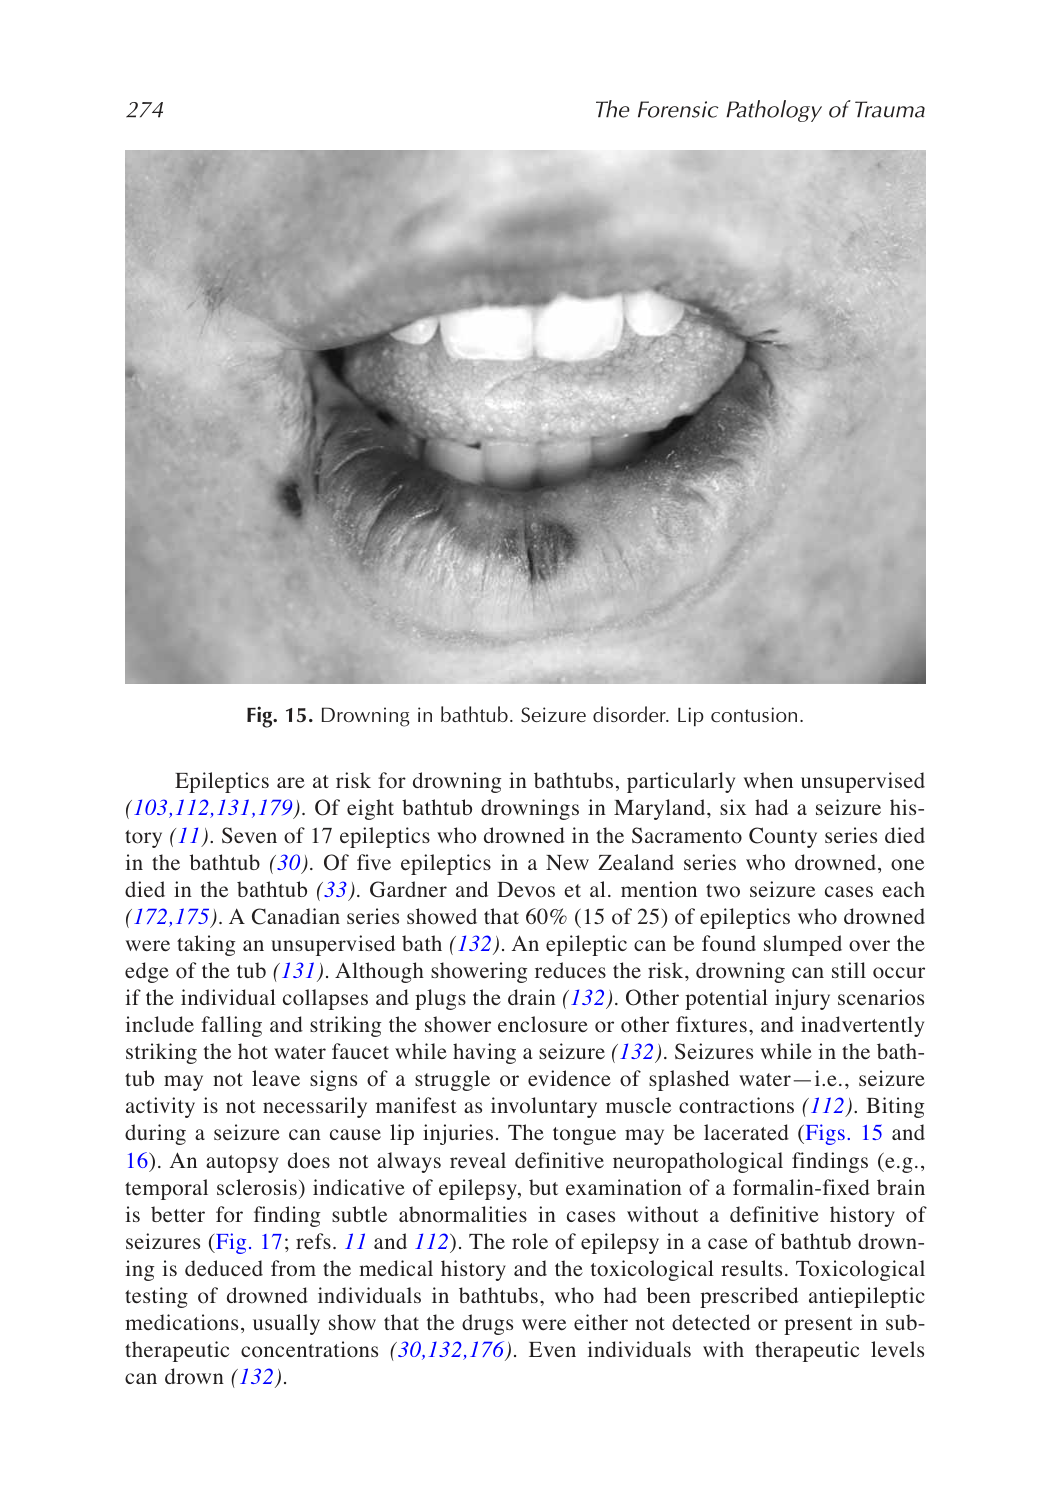 274
The Forensic Pathology of Trauma
Fig. 15. Drowning in bathtub. Seizure disorder. Lip contusion.
Epileptics are at risk for drowning in bathtubs, particularly when unsupervised
(103,112,131,179). Of eight bathtub drownings in Maryland, six had a seizure his-
tory (11). Seven of 17 epileptics who drowned in the Sacramento County series died
in the bathtub (30). Of five epileptics in a New Zealand series who drowned, one
died in the bathtub (33). Gardner and Devos et al. mention two seizure cases each
(172,175). A Canadian series showed that 60% (15 of 25) of epileptics who drowned
were taking an unsupervised bath (132). An epileptic can be found slumped over the
edge of the tub (131). Although showering reduces the risk, drowning can still occur
if the individual collapses and plugs the drain (132). Other potential injury scenarios
include falling and striking the shower enclosure or other fixtures, and inadvertently
striking the hot water faucet while having a seizure (132). Seizures while in the bath-
tub may not leave signs of a struggle or evidence of splashed water—i.e., seizure
activity is not necessarily manifest as involuntary muscle contractions (112). Biting
during a seizure can cause lip injuries. The tongue may be lacerated (Figs. 15 and
16). An autopsy does not always reveal definitive neuropathological findings (e.g.,
temporal sclerosis) indicative of epilepsy, but examination of a formalin-fixed brain
is better for finding subtle abnormalities in cases without a definitive history of
seizures (Fig. 17; refs. 11 and 112). The role of epilepsy in a case of bathtub drown-
ing is deduced from the medical history and the toxicological results. Toxicological
testing of drowned individuals in bathtubs, who had been prescribed antiepileptic
medications, usually show that the drugs were either not detected or present in sub-
therapeutic concentrations (30,132,176). Even individuals with therapeutic levels
can drown (132).